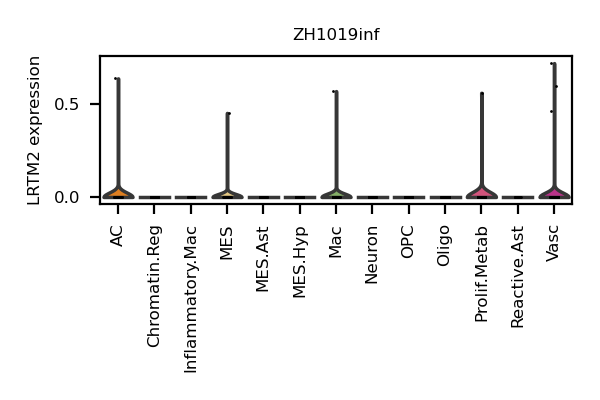 ZH1019inf
LRTM2 expression
0.5
0.0
AC
Chromatin.Reg
Inflammatory.Mac
MES
MES.Ast
MES.Hyp
Mac
Neuron
OPC
Oligo
Prolif.Metab
Reactive.Ast
Vasc